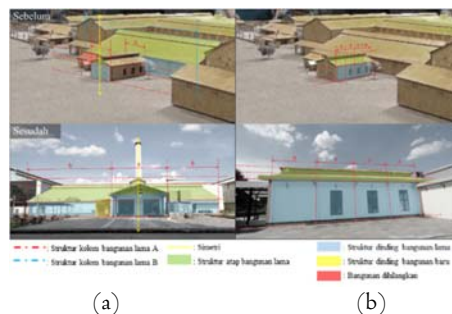 Sebelum
Sesudah
: Struktur kolom bangunan lama A
: Struktur kolom bangunan lama B
: Simetri
: Struktur atap bangunan lama
: Struktur dinding bangunan lama
: Struktur dinding bangunan baru
: Bangunan dihilangkan
(a)
(b)